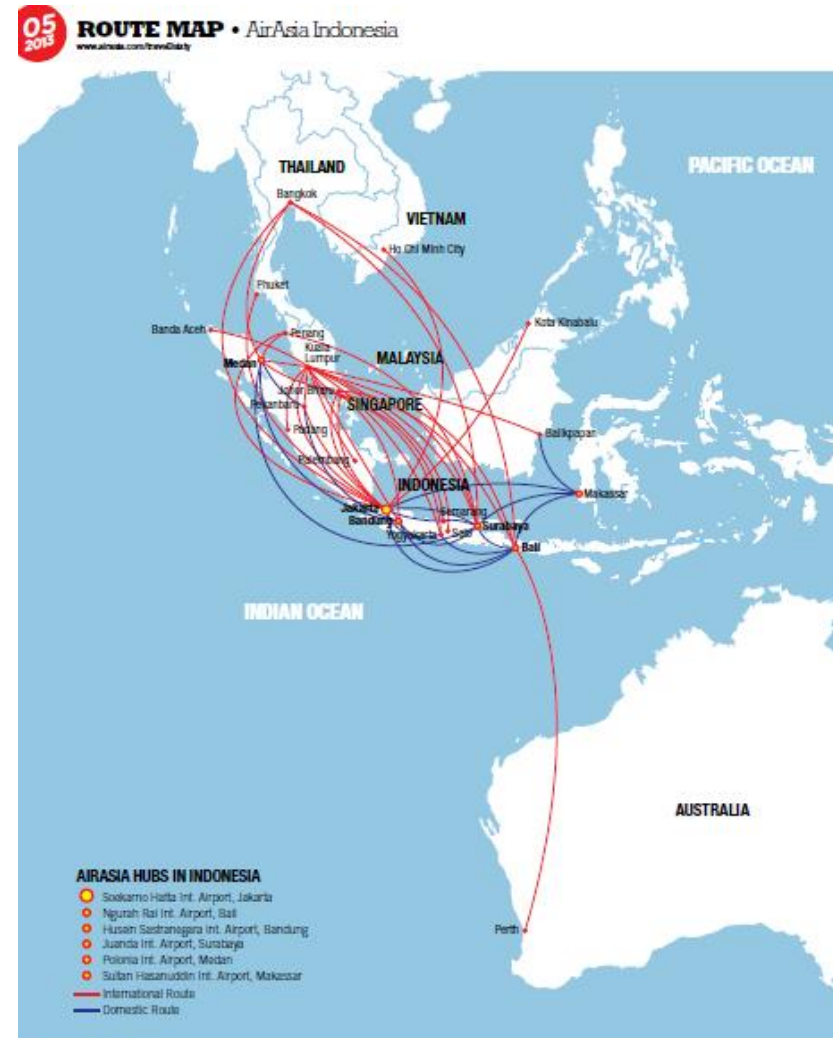 05
2013
ROUTE MAP • AirAsia Indonesia
THAILAND
Bangkok
PACIFIC OCEAN
VIETNAM
Ho Chi Minh City
Phuket
Banda Aceh
Penang
Kota Kinabalu
Kuala
Lumpur
Medan
MALAYSIA
Johor Bharu
Pekanbaru
SINGAPORE
Padang
Balikpapan
Palembang
INDONESIA
Makassar
Jakarta
Semarang
Bandung
Surabaya
Yogyakarta
Solo
Bali
INDIAN OCEAN
AUSTRALIA
Perth
AIRASIA HUBS IN INDONESIA
Soekarno Hatta Int. Airport, Jakarta
Ngurah Rai Int. Airport, Bali
Husein Sastranegara Int. Airport, Bandung
Juanda Int. Airport, Surabaya
Polonia Int. Airport, Medan
Sultan Hasanuddin Int. Airport, Makassar
International Route
Domestic Route